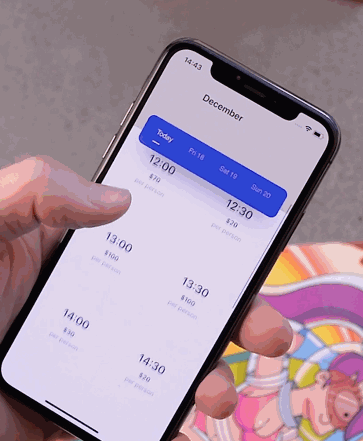 14:43
December
Today
Fri 18
Sat 19
Sun 20
12:00
$70
per person
12:30
$20
per person
13:00
$100
per person
13:30
$100
per person
14:00
$30
per person
14:30
$20
per person